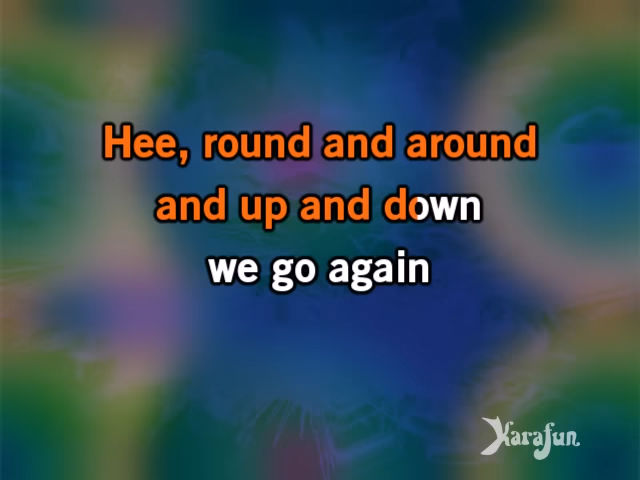 Hee, round and around
and up and down
we go again
Karafun